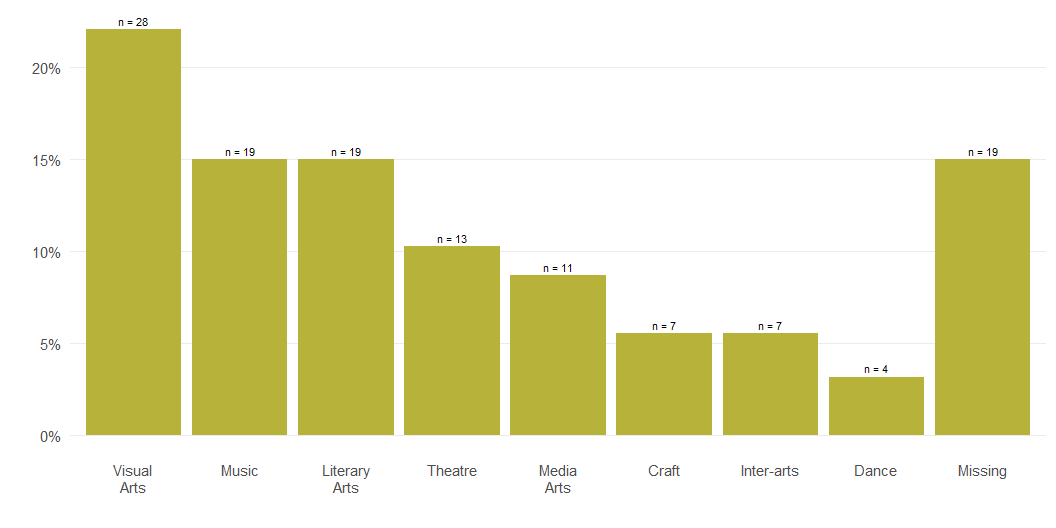 n = 28
20%
n = 19
n = 19
n = 19
15%
n = 13
10%
n = 11
n = 7
n = 7
5%
n = 4
0%
Visual
Arts
Music
Literary
Arts
Theatre
Media
Arts
Craft
Inter-arts
Dance
Missing